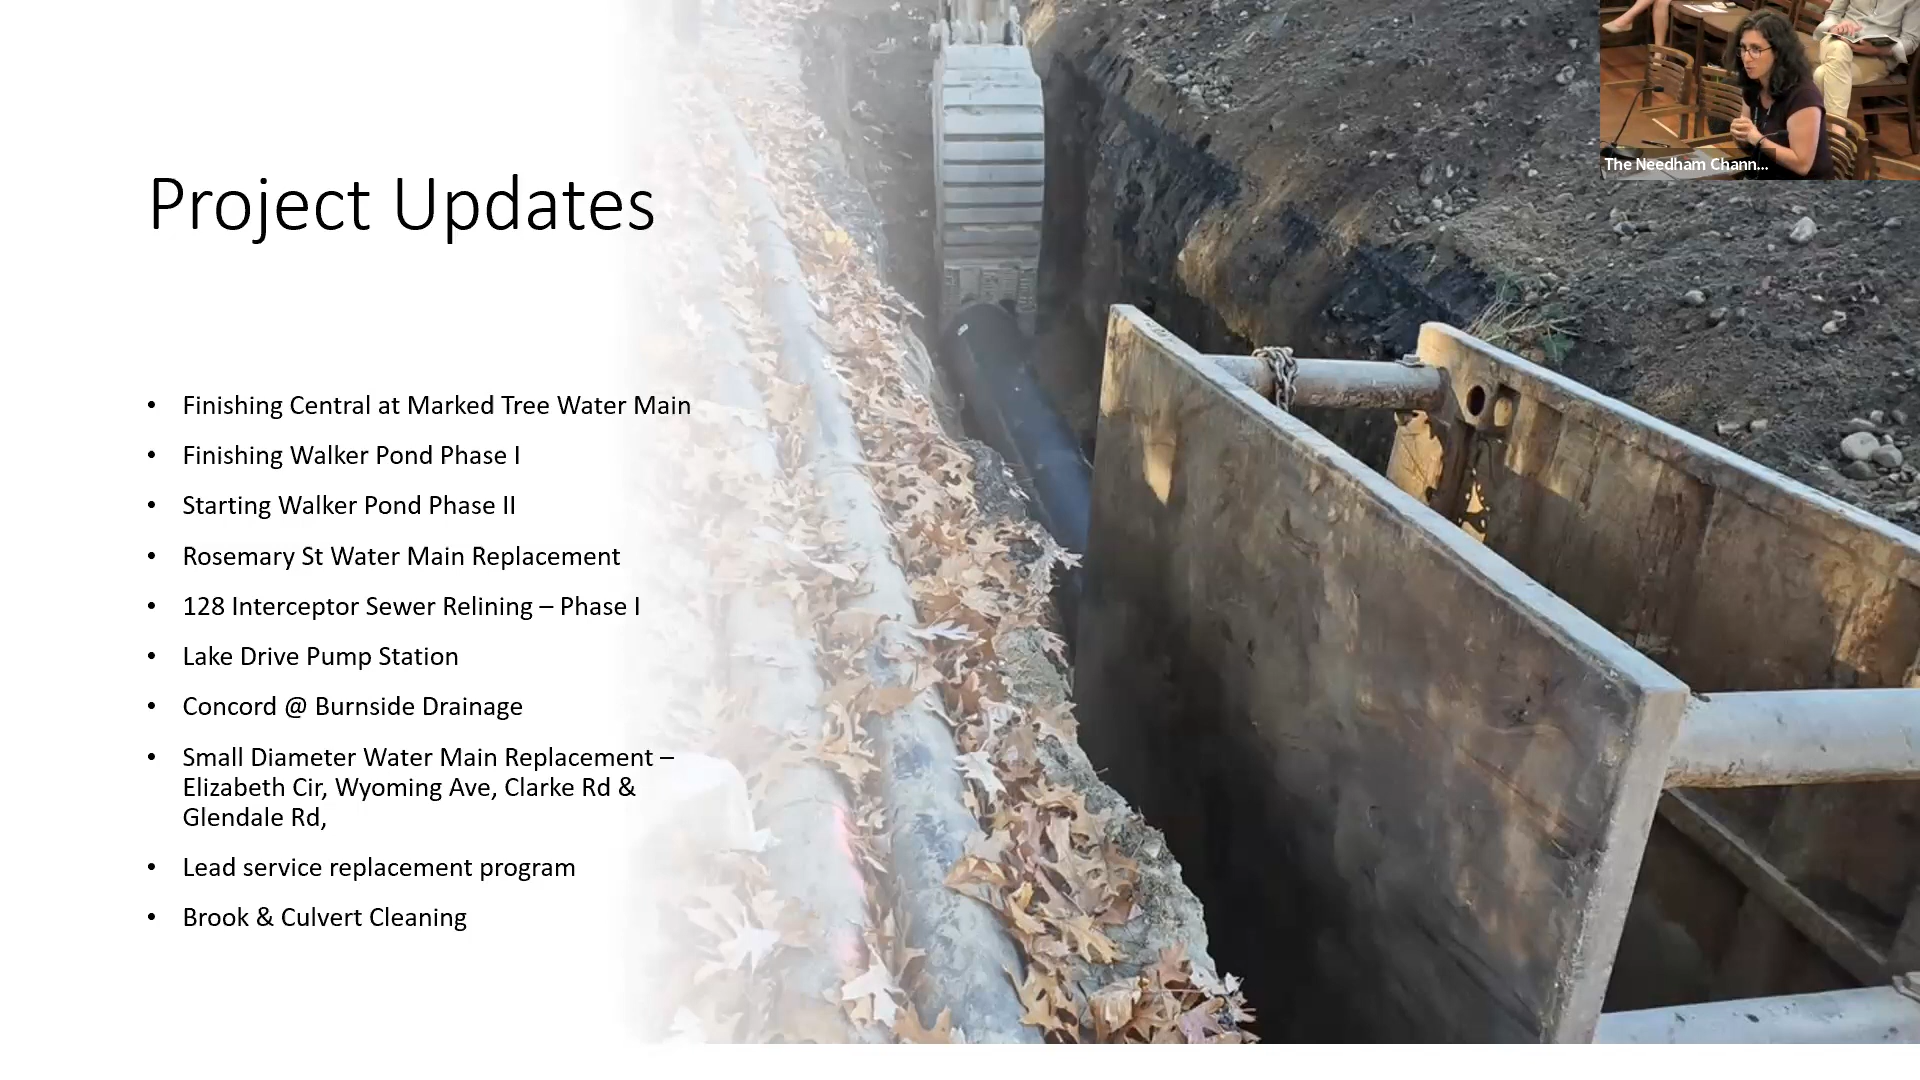 Project Updates
• Finishing Central at Marked Tree Water Main
• Finishing Walker Pond Phase I
• Starting Walker Pond Phase II
• Rosemary St Water Main Replacement
• 128 Interceptor Sewer Relining – Phase I
• Lake Drive Pump Station
• Concord @ Burnside Drainage
• Small Diameter Water Main Replacement –
Elizabeth Cir, Wyoming Ave, Clarke Rd &
Glendale Rd,
• Lead service replacement program
• Brook & Culvert Cleaning
The Needham Chann...